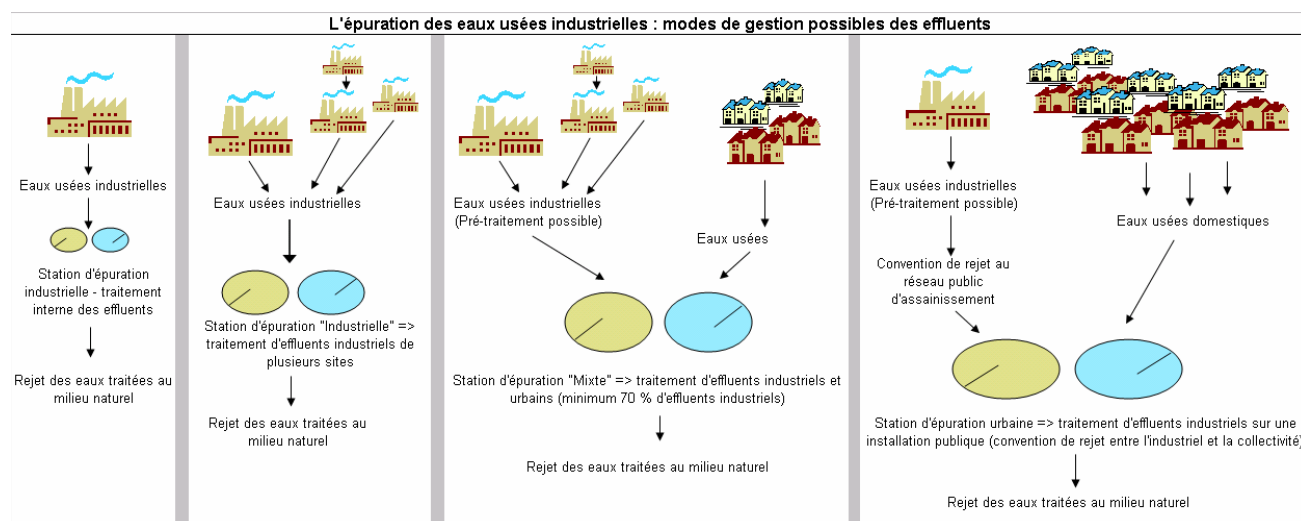 L'épuration des eaux usées industrielles : modes de gestion possibles des effluents
Eaux usées industrielles
Station d'épuration
industrielle - traitement
interne des effluents
Rejet des eaux traitées au
milieu naturel
Eaux usées industrielles
Station d'épuration "Industrielle" =>
traitement d'effluents industriels de
plusieurs sites
Rejet des eaux traitées au
milieu naturel
Eaux usées industrielles
(Pré-traitement possible)
Eaux usées
Station d'épuration "Mixte" => traitement d'effluents industriels et
urbains (minimum 70 % d'effluents industriels)
Rejet des eaux traitées au milieu naturel
Eaux usées industrielles
(Pré-traitement possible)
Eaux usées domestiques
Convention de rejet au
réseau public
d'assainissement
Station d'épuration urbaine => traitement d'effluents industriels sur une
installation publique (convention de rejet entre l'industriel et la collectivité)
Rejet des eaux traitées au milieu naturel